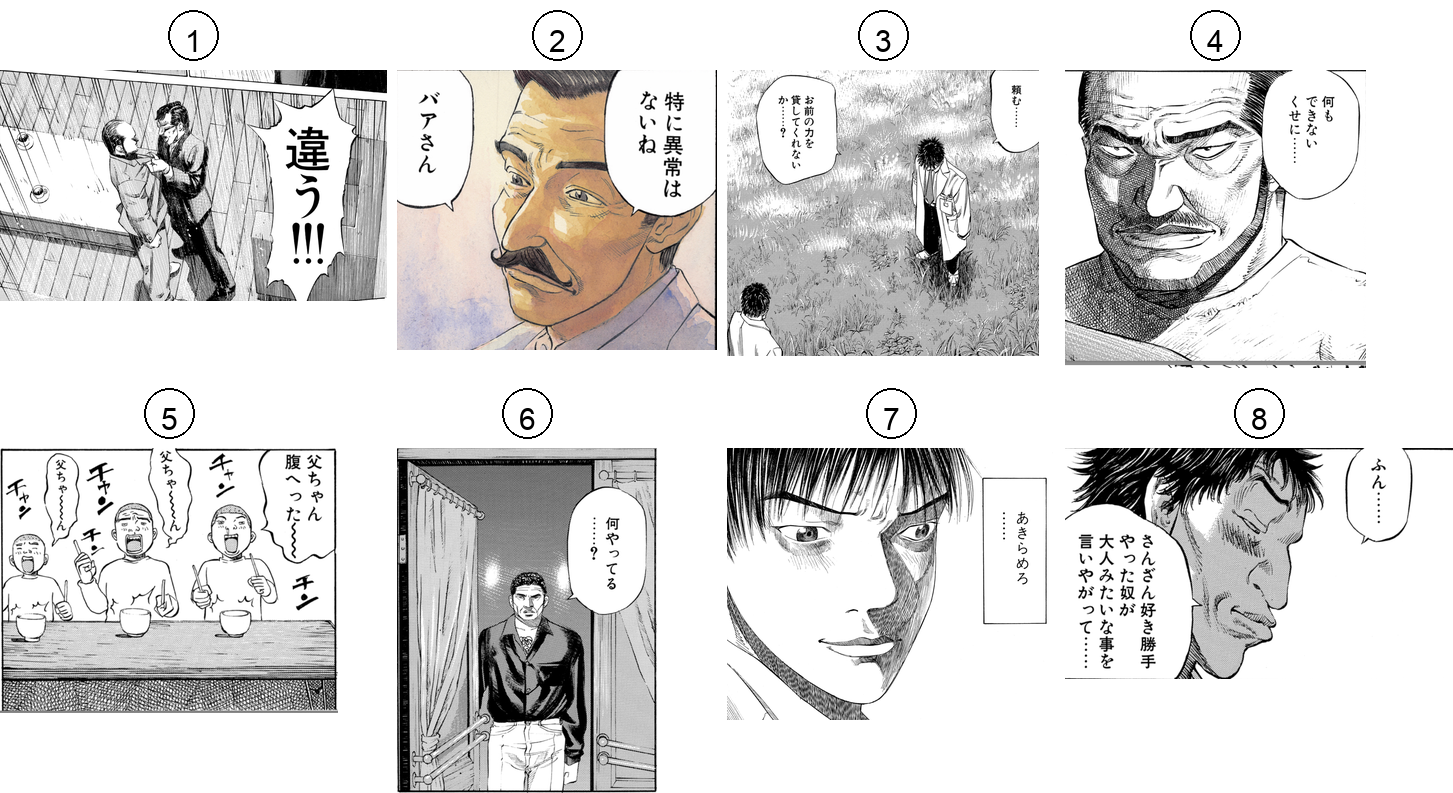 1
違う!!!
2
特に異常は
ないね
バアさん
3
頼む……
お前の力を
貸してくれない
か……?
4
何も
できない
くせに……
5
父ちゃん
腹へった〜〜
チャン
父ちゃ〜〜〜ん
チャン
父ちゃ〜〜〜ん
チャン
チン
チン
6
何やってる
……?
7
あきらめろ
……
8
ふん……
さんざん好き勝手
やった奴が
大人みたいな事を
言いやがって……